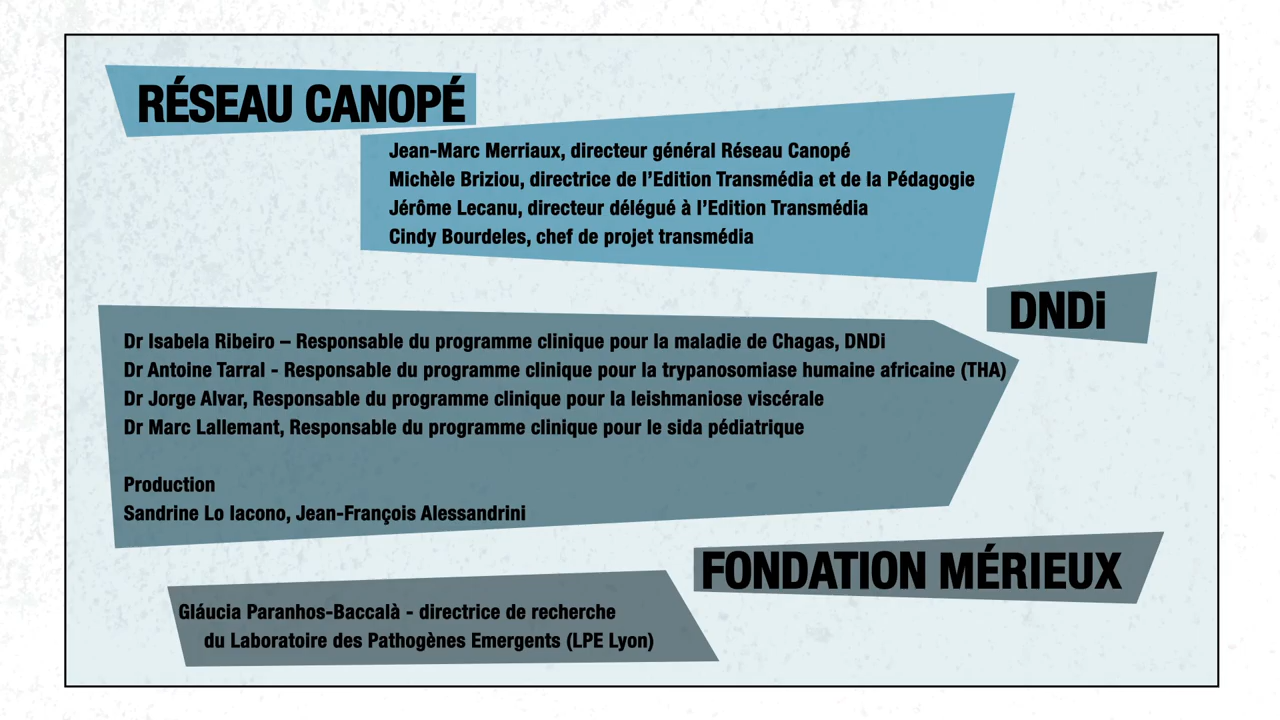 RÉSEAU CANOPÉ
Jean-Marc Merriaux, directeur général Réseau Canopé
Michèle Briziou, directrice de l’Edition Transmédia et de la Pédagogie
Jérôme Lecanu, directeur délégué à l’Edition Transmédia
Cindy Bourdeles, chef de projet transmédia
DNDi
Dr Isabela Ribeiro – Responsable du programme clinique pour la maladie de Chagas, DNDi
Dr Antoine Tarral - Responsable du programme clinique pour la trypanosomiase humaine africaine (THA)
Dr Jorge Alvar, Responsable du programme clinique pour la leishmaniose viscérale
Dr Marc Lallemant, Responsable du programme clinique pour le sida pédiatrique
Production
Sandrine Lo Iacono, Jean-François Alessandrini
FONDATION MÉRIEUX
Gláucia Paranhos-Baccalà - directrice de recherche
du Laboratoire des Pathogènes Emergents (LPE Lyon)